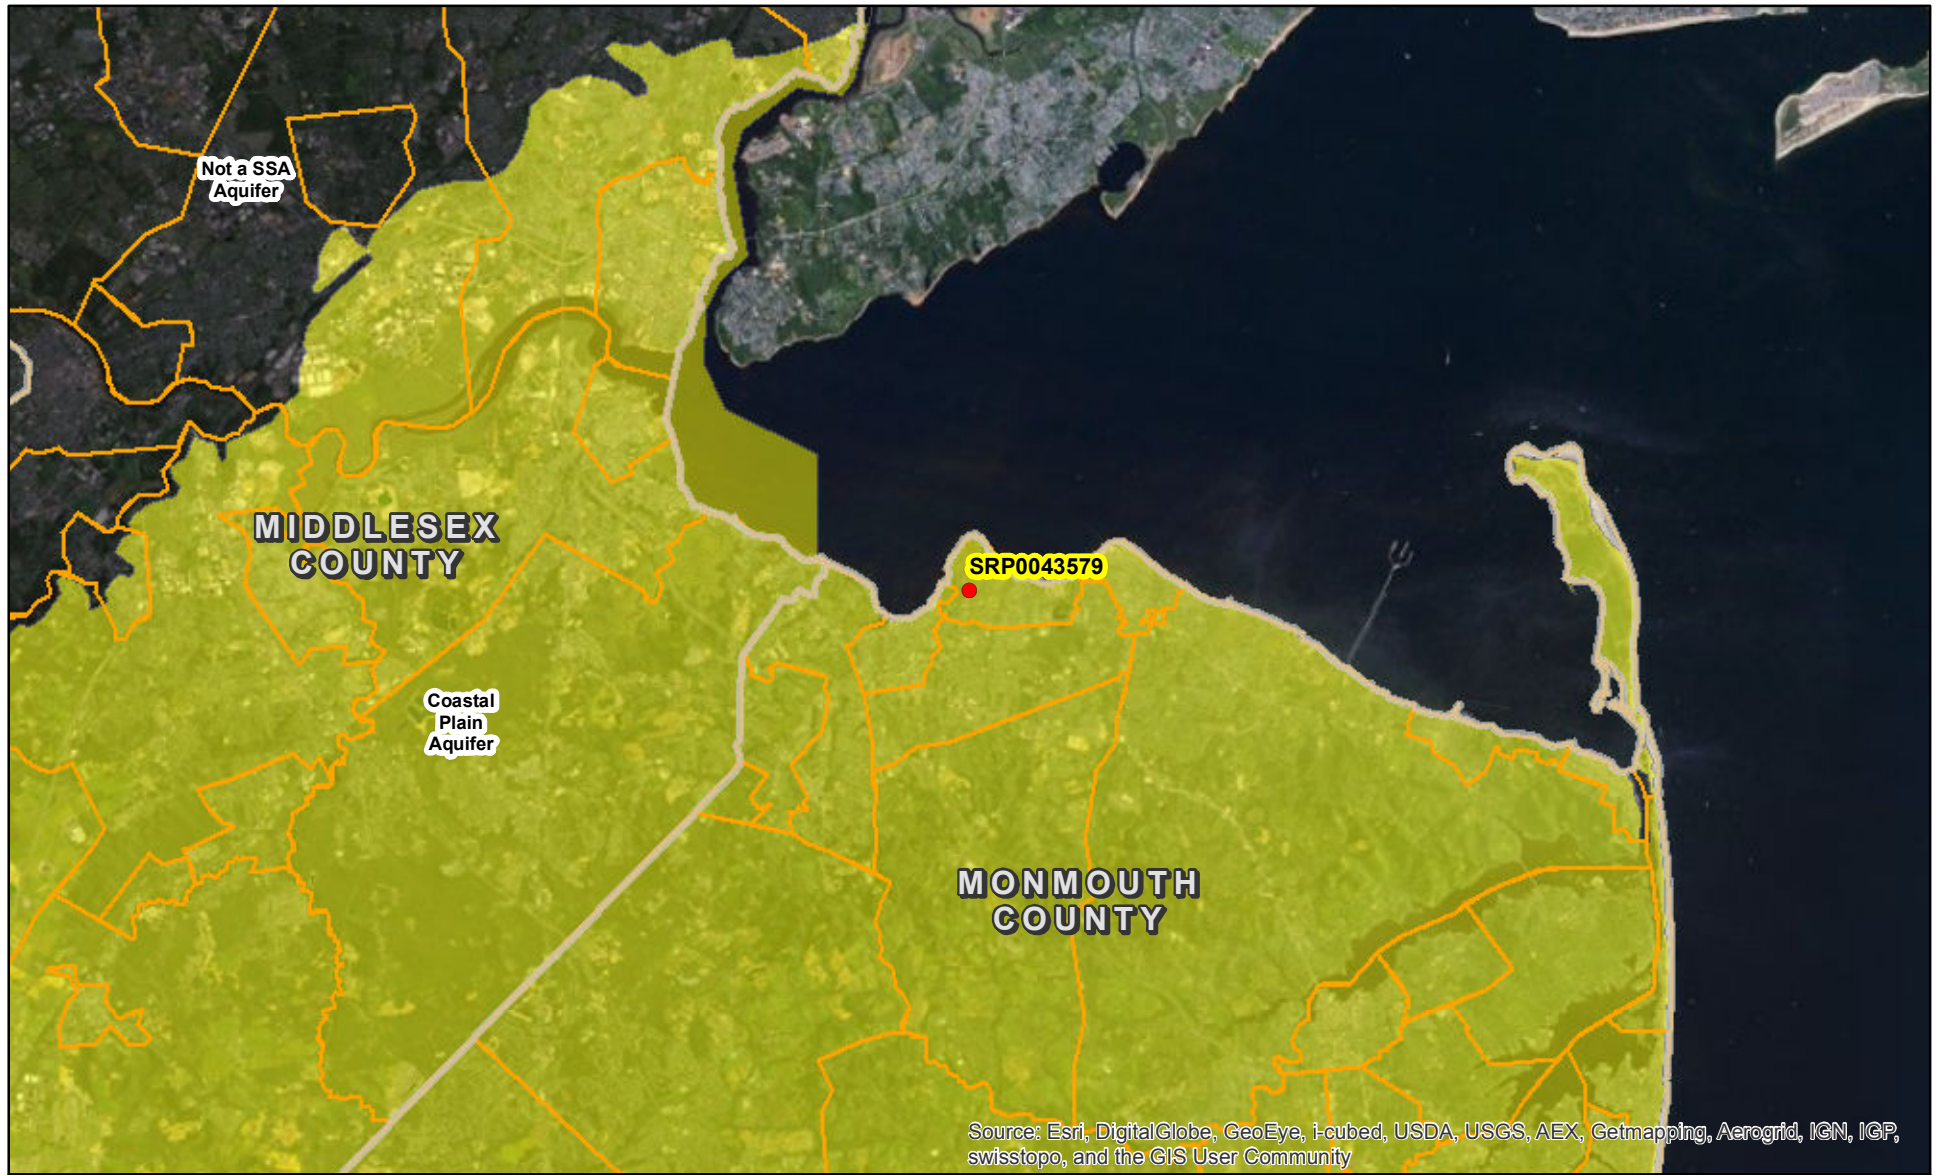 Not a SSA
Aquifer
MIDDLESEX
COUNTY
SRP0043579
Coastal
Plain
Aquifer
MONMOUTH
COUNTY
Source: Esri, DigitalGlobe, GeoEye, i-cubed, USDA, USGS, AEX, Getmapping, Aerogrid, IGN, IGP,
swisstopo, and the GIS User Community